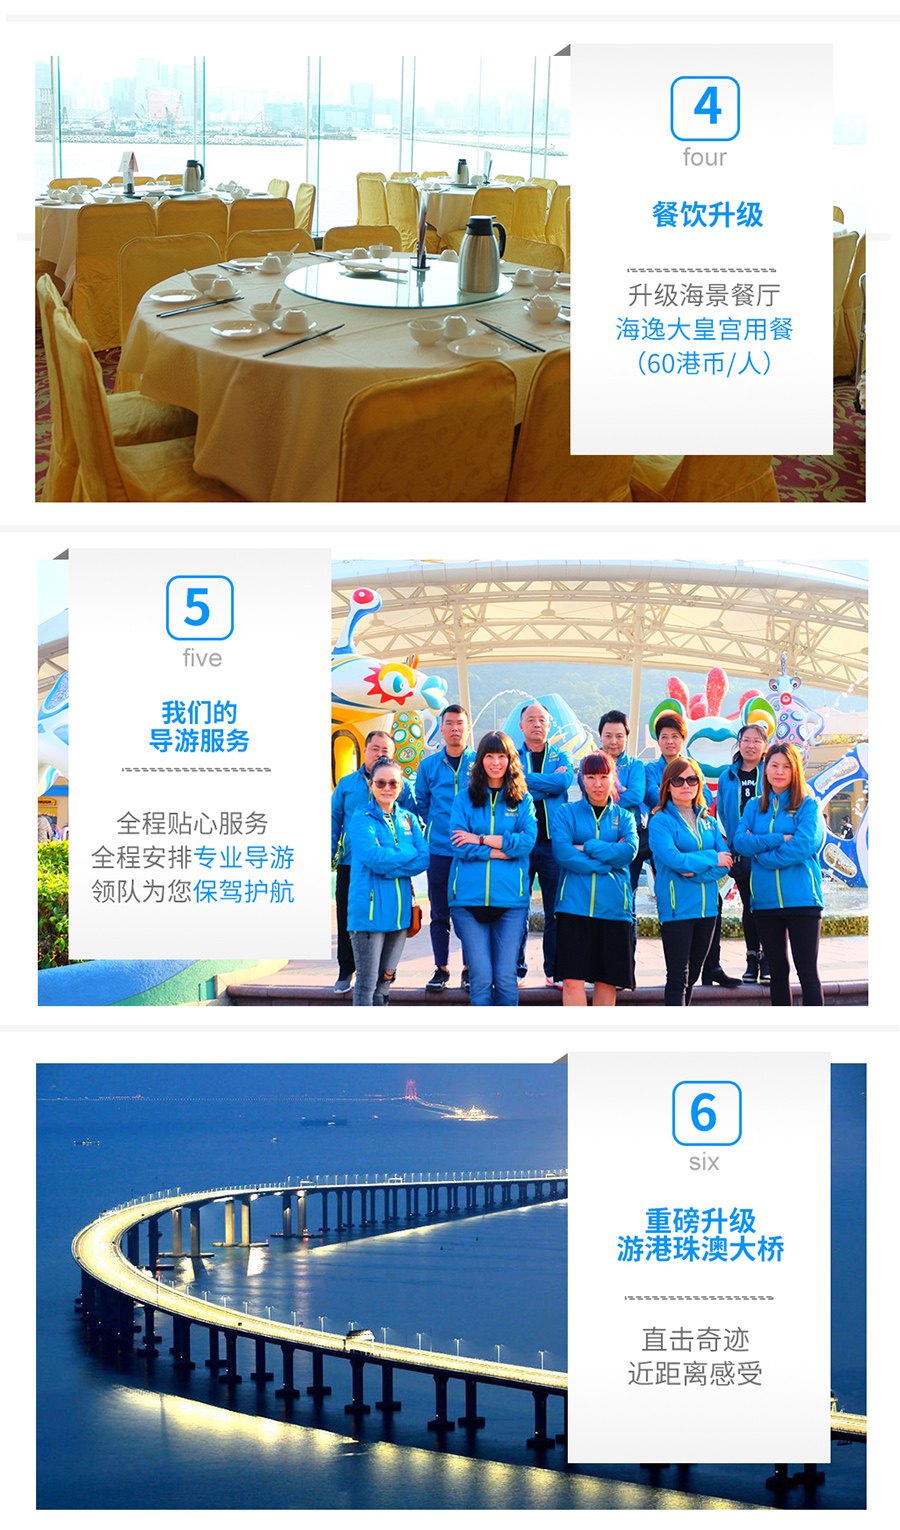 4
four
餐饮升级
升级海景餐厅
海逸大皇宫用餐
（60港币/人）
5
five
我们的
导游服务
全程贴心服务
全程安排专业导游
领队为您保驾护航
8
6
six
重磅升级
游港珠澳大桥
直击奇迹
近距离感受